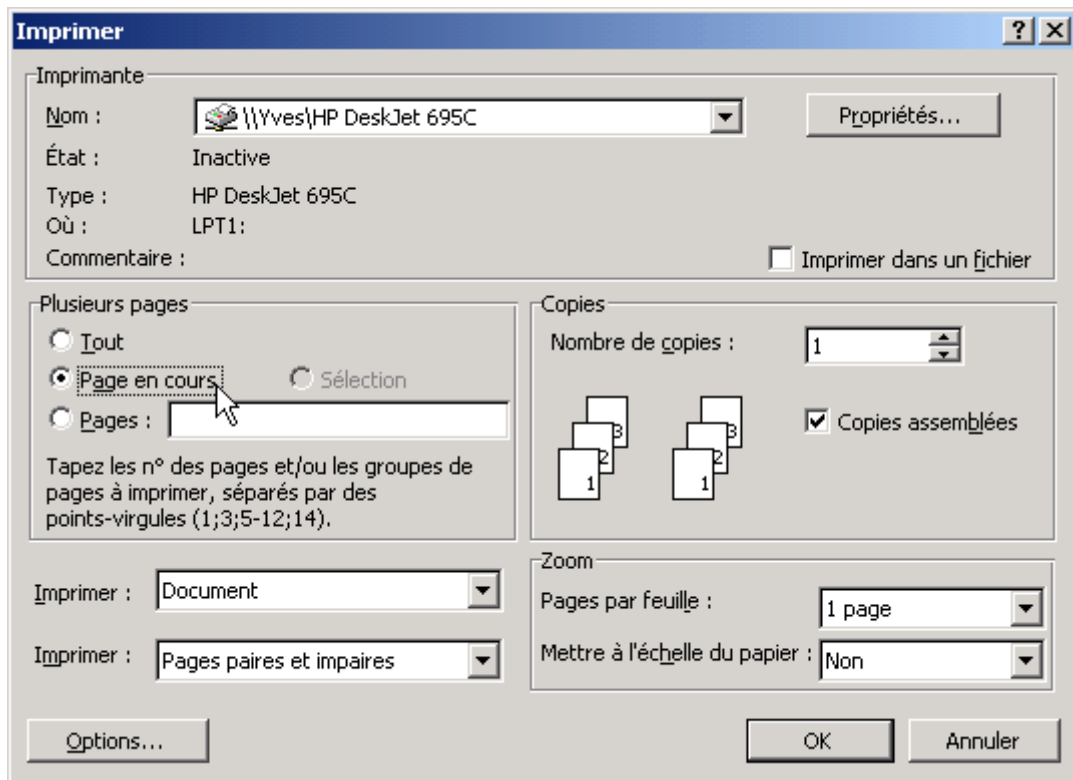 Imprimer
Imprimante
Nom : \\Yves\HP DeskJet 695C Propriétés...
État : Inactive
Type : HP DeskJet 695C
Où : LPT1:
Commentaire : Imprimer dans un fichier
Plusieurs pages
Tout
Page en cours Sélection
Pages :
Tapez les n° des pages et/ou les groupes de
pages à imprimer, séparés par des
points-virgules (1;3;5-12;14).
Copies
Nombre de copies : 1
Copies assemblées
3 3
2 2
1 1
Imprimer : Document
Imprimer : Pages paires et impaires
Zoom
Pages par feuille : 1 page
Mettre à l'échelle du papier : Non
Options... OK Annuler